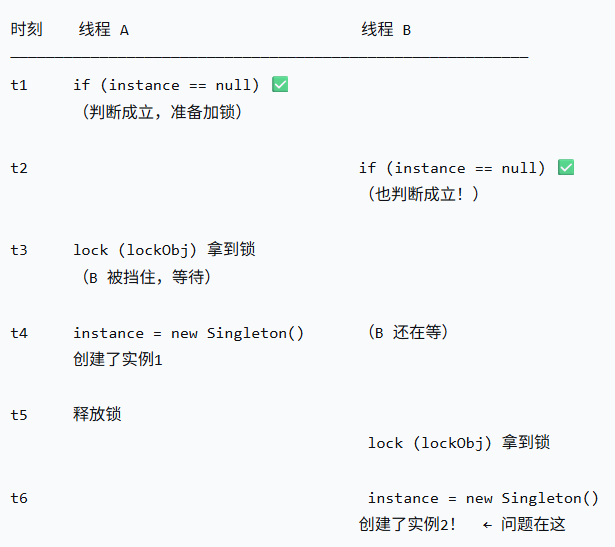 时刻 线程 A 线程 B
t1 if (instance == null) ✅
（判断成立，准备加锁）
t2 if (instance == null) ✅
（也判断成立！）
t3 lock (lockObj) 拿到锁
（B 被挡住，等待）
t4 instance = new Singleton() （B 还在等）
创建了实例1
t5 释放锁
lock (lockObj) 拿到锁
t6 instance = new Singleton()
创建了实例2! ← 问题在这